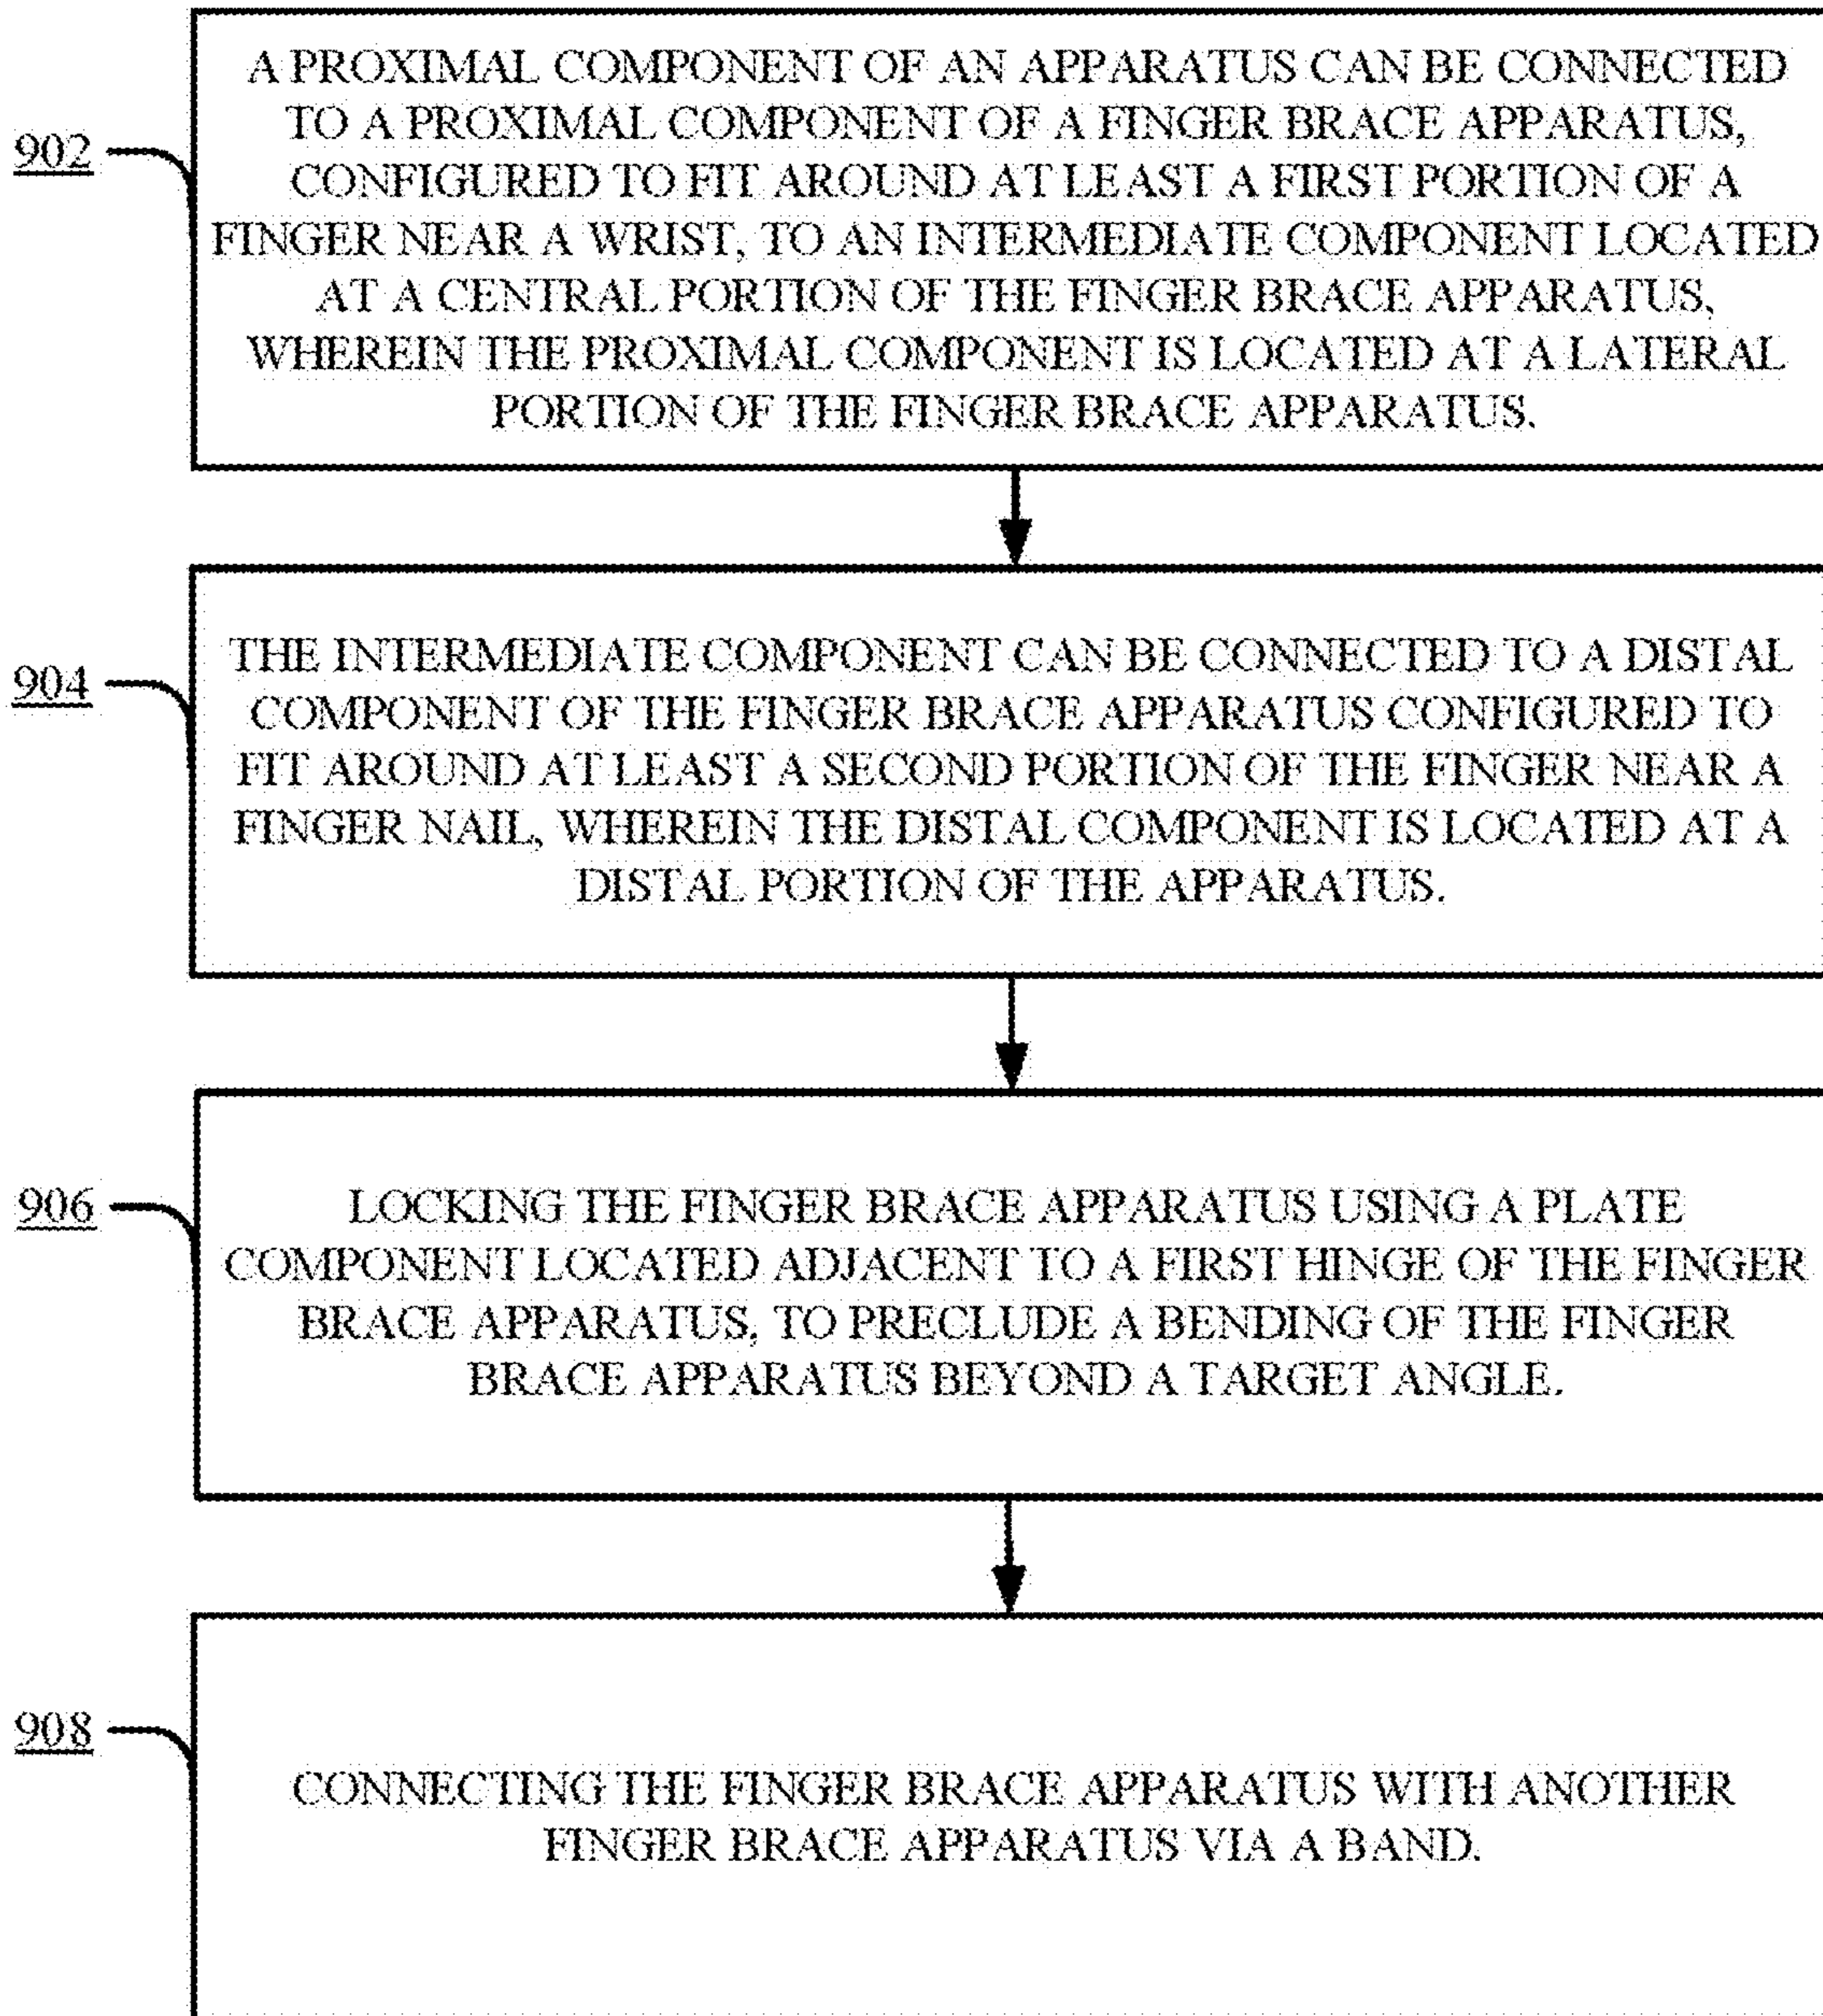 902
A PROXIMAL COMPONENT OF AN APPARATUS CAN BE CONNECTED
TO A PROXIMAL COMPONENT OF A FINGER BRACE APPARATUS,
CONFIGURED TO FIT AROUND AT LEAST A FIRST PORTION OF A
FINGER NEAR A WRIST, TO AN INTERMEDIATE COMPONENT LOCATED
AT A CENTRAL PORTION OF THE FINGER BRACE APPARATUS,
WHEREIN THE PROXIMAL COMPONENT IS LOCATED AT A LATERAL
PORTION OF THE FINGER BRACE APPARATUS.
904
THE INTERMEDIATE COMPONENT CAN BE CONNECTED TO A DISTAL
COMPONENT OF THE FINGER BRACE APPARATUS CONFIGURED TO
FIT AROUND AT LEAST A SECOND PORTION OF THE FINGER NEAR A
FINGER NAIL, WHEREIN THE DISTAL COMPONENT IS LOCATED AT A
DISTAL PORTION OF THE APPARATUS.
906
LOCKING THE FINGER BRACE APPARATUS USING A PLATE
COMPONENT LOCATED ADJACENT TO A FIRST HINGE OF THE FINGER
BRACE APPARATUS, TO PRECLUDE A BENDING OF THE FINGER
BRACE APPARATUS BEYOND A TARGET ANGLE.
908
CONNECTING THE FINGER BRACE APPARATUS WITH ANOTHER
FINGER BRACE APPARATUS VIA A BAND.